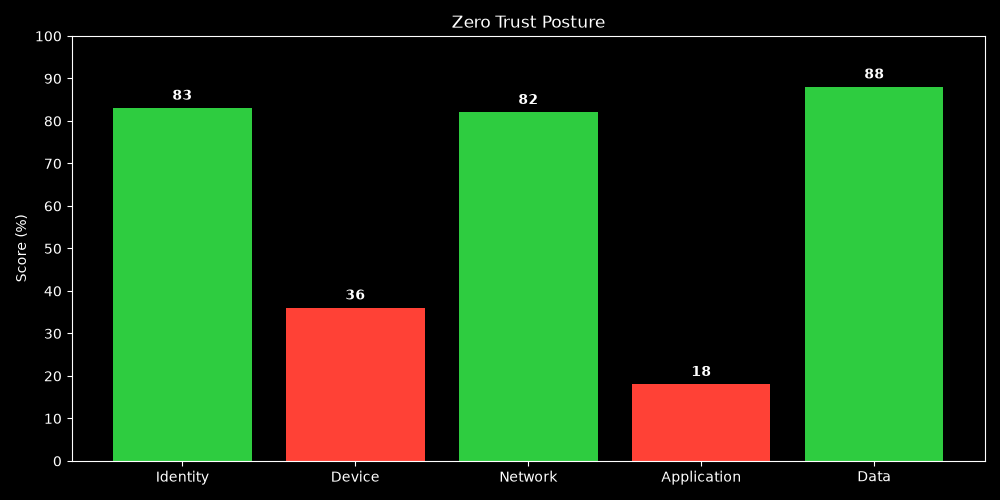 Zero Trust Posture
100
90
80
70
60
50
40
30
20
10
0
Score (%)
83
36
82
18
88
Identity
Device
Network
Application
Data